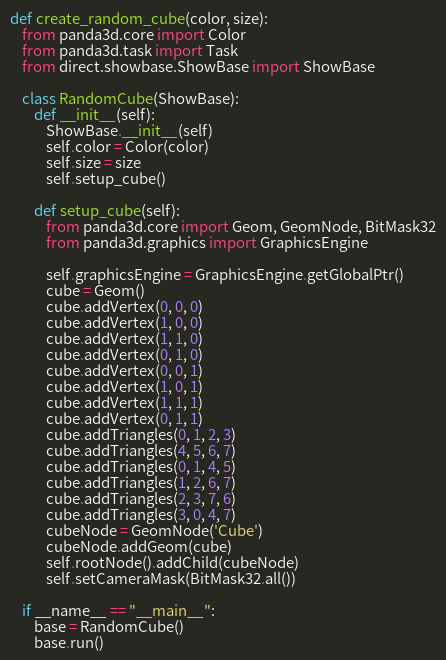 def create_random_cube(color, size):
    from panda3d.core import Color
    from panda3d.task import Task
    from direct.showbase.ShowBase import ShowBase

    class RandomCube(ShowBase):
        def __init__(self):
            ShowBase.__init__(self)
            self.color = Color(color)
            self.size = size
            self.setup_cube()

        def setup_cube(self):
            from panda3d.core import Geom, GeomNode, BitMask32
            from panda3d.graphics import GraphicsEngine

            self.graphicsEngine = GraphicsEngine.getGlobalPtr()
            cube = Geom()
            cube.addVertex(0, 0, 0)
            cube.addVertex(1, 0, 0)
            cube.addVertex(1, 1, 0)
            cube.addVertex(0, 1, 0)
            cube.addVertex(0, 0, 1)
            cube.addVertex(1, 0, 1)
            cube.addVertex(1, 1, 1)
            cube.addVertex(0, 1, 1)
            cube.addTriangles(0, 1, 2, 3)
            cube.addTriangles(4, 5, 6, 7)
            cube.addTriangles(0, 1, 4, 5)
            cube.addTriangles(1, 2, 6, 7)
            cube.addTriangles(2, 3, 7, 6)
            cube.addTriangles(3, 0, 4, 7)
            cubeNode = GeomNode('Cube')
            cubeNode.addGeom(cube)
            self.rootNode().addChild(cubeNode)
            self.setCameraMask(BitMask32.all())

    if __name__ == "__main__":
        base = RandomCube()
        base.run()